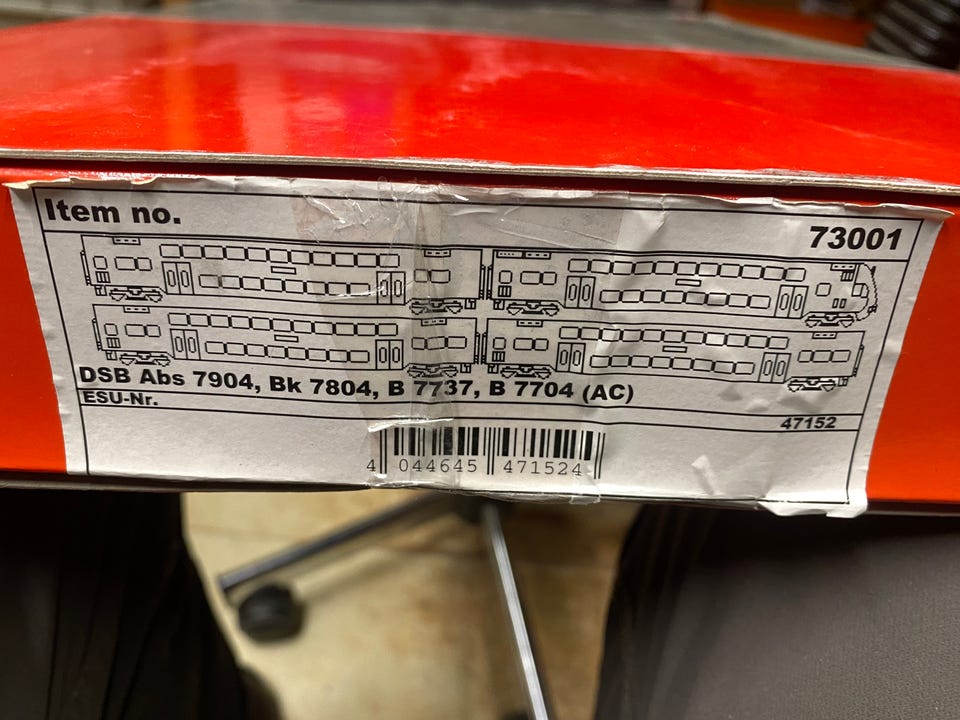 Item no.
73001
DSB Abs 7904, Bk 7804, B 7737, B 7704 (AC)
ESU-Nr.
47152
4 044645 471524